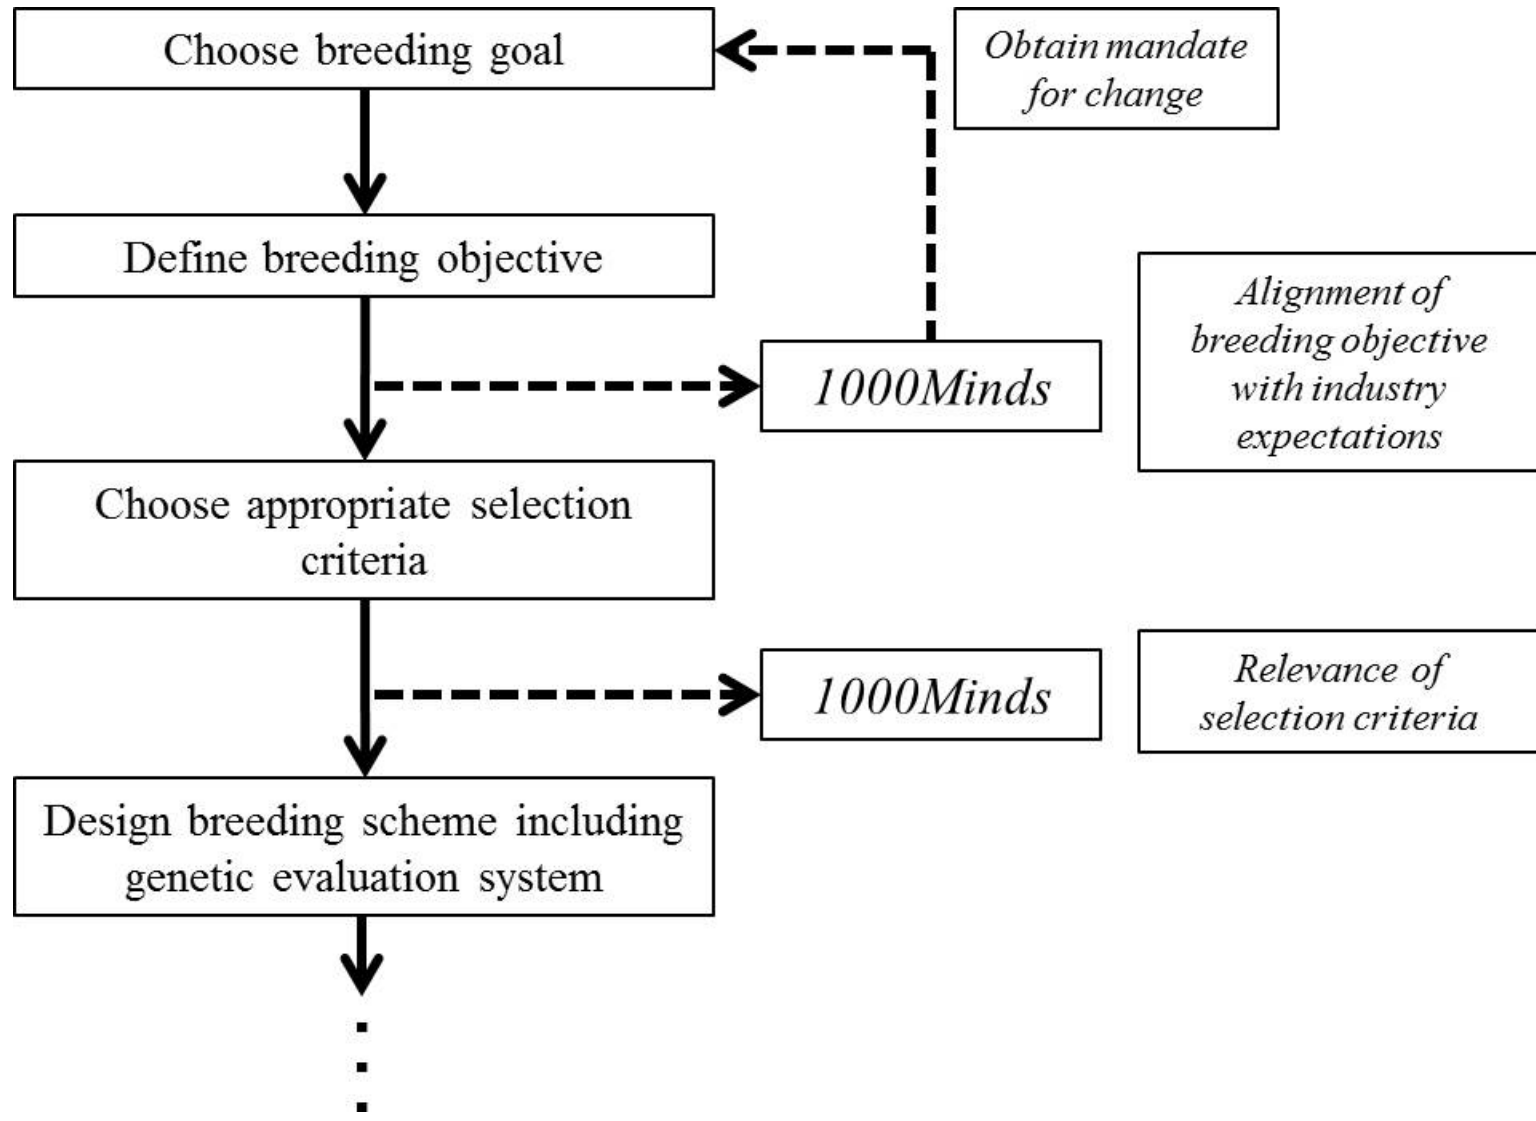 Choose breeding goal
Obtain mandate
for change
Define breeding objective
Alignment of
breeding objective
with industry
expectations
1000Minds
Choose appropriate selection
criteria
1000Minds
Relevance of
selection criteria
Design breeding scheme including
genetic evaluation system